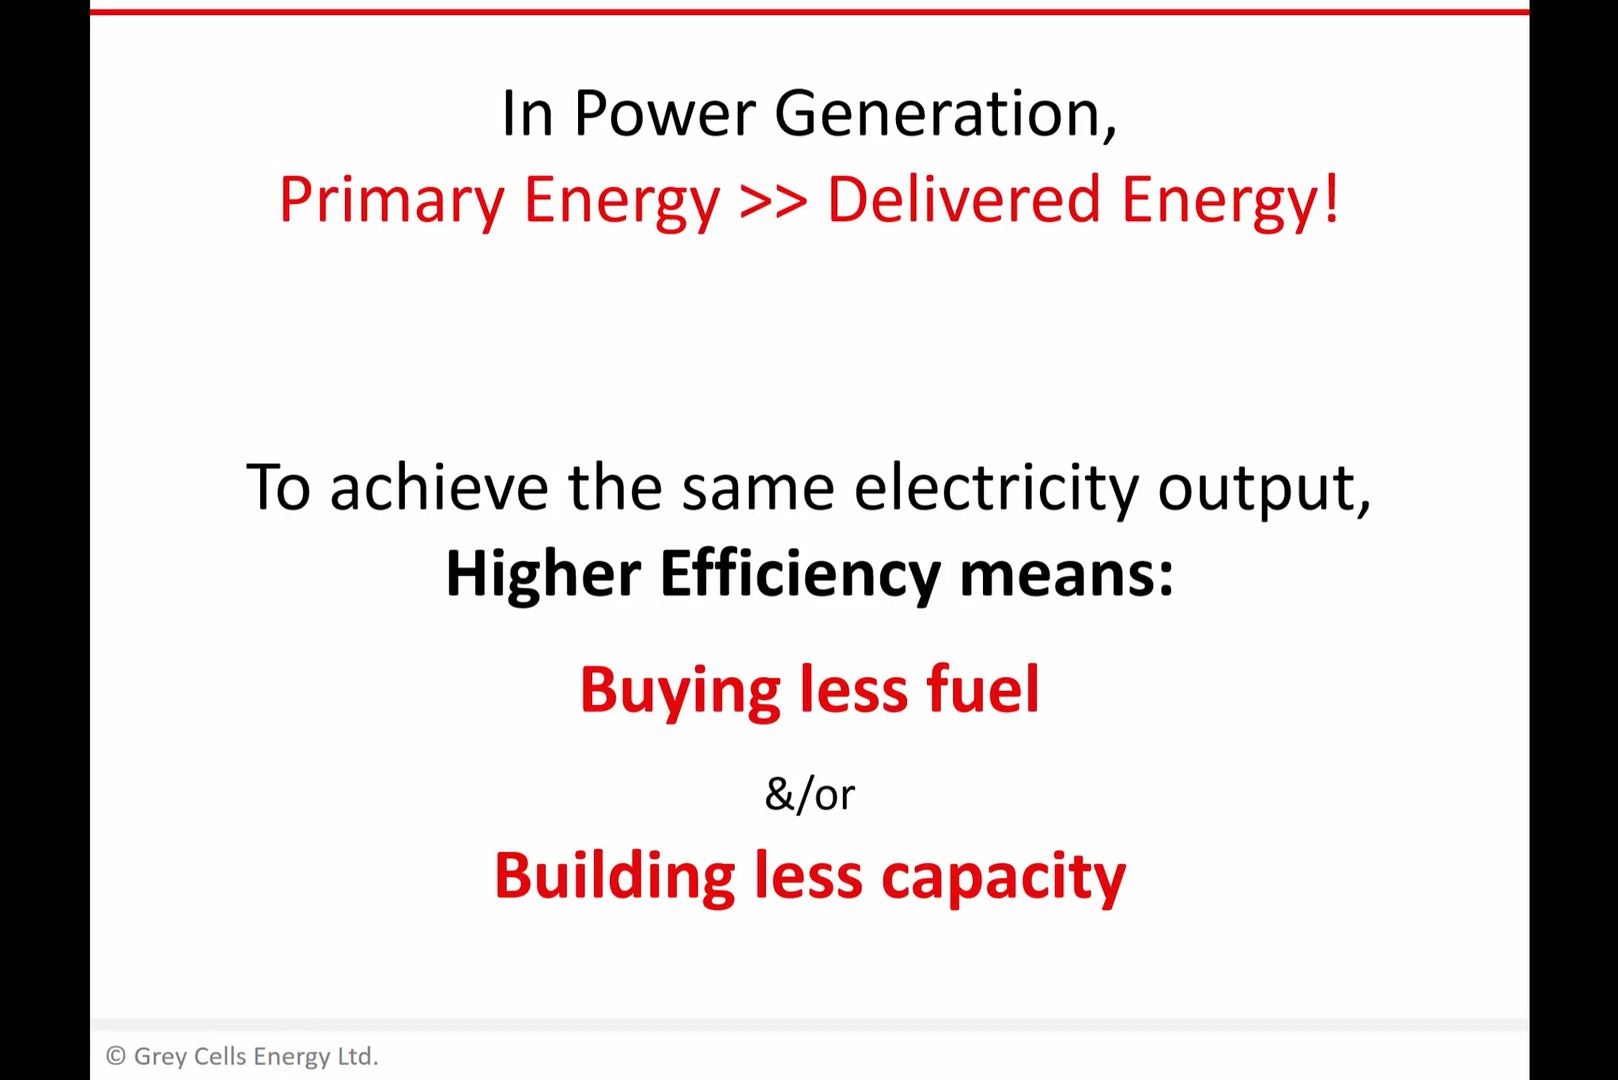 In Power Generation,
Primary Energy >> Delivered Energy!
To achieve the same electricity output,
Higher Efficiency means:
Buying less fuel
&/or
Building less capacity
© Grey Cells Energy Ltd.